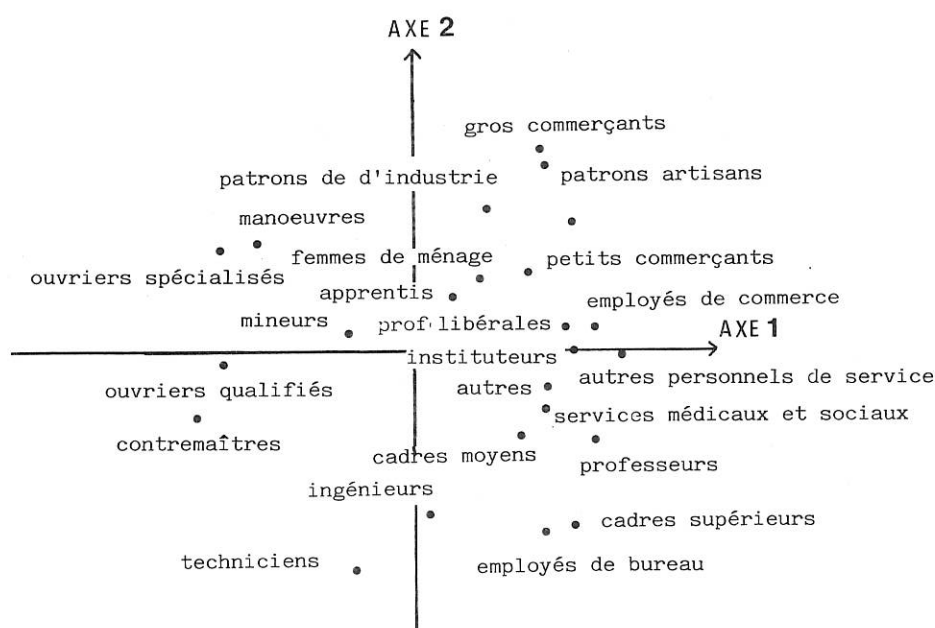 AXE 2
gros commerçants
patrons de d'industrie
patrons artisans
manoeuvres
femmes de ménage
petits commerçants
ouvriers spécialisés
apprentis
employés de commerce
mineurs
prof. libérales
AXE 1
instituteurs
autres personnels de service
ouvriers qualifiés
autres
services médicaux et sociaux
contremaîtres
cadres moyens
professeurs
ingénieurs
cadres supérieurs
techniciens
employés de bureau